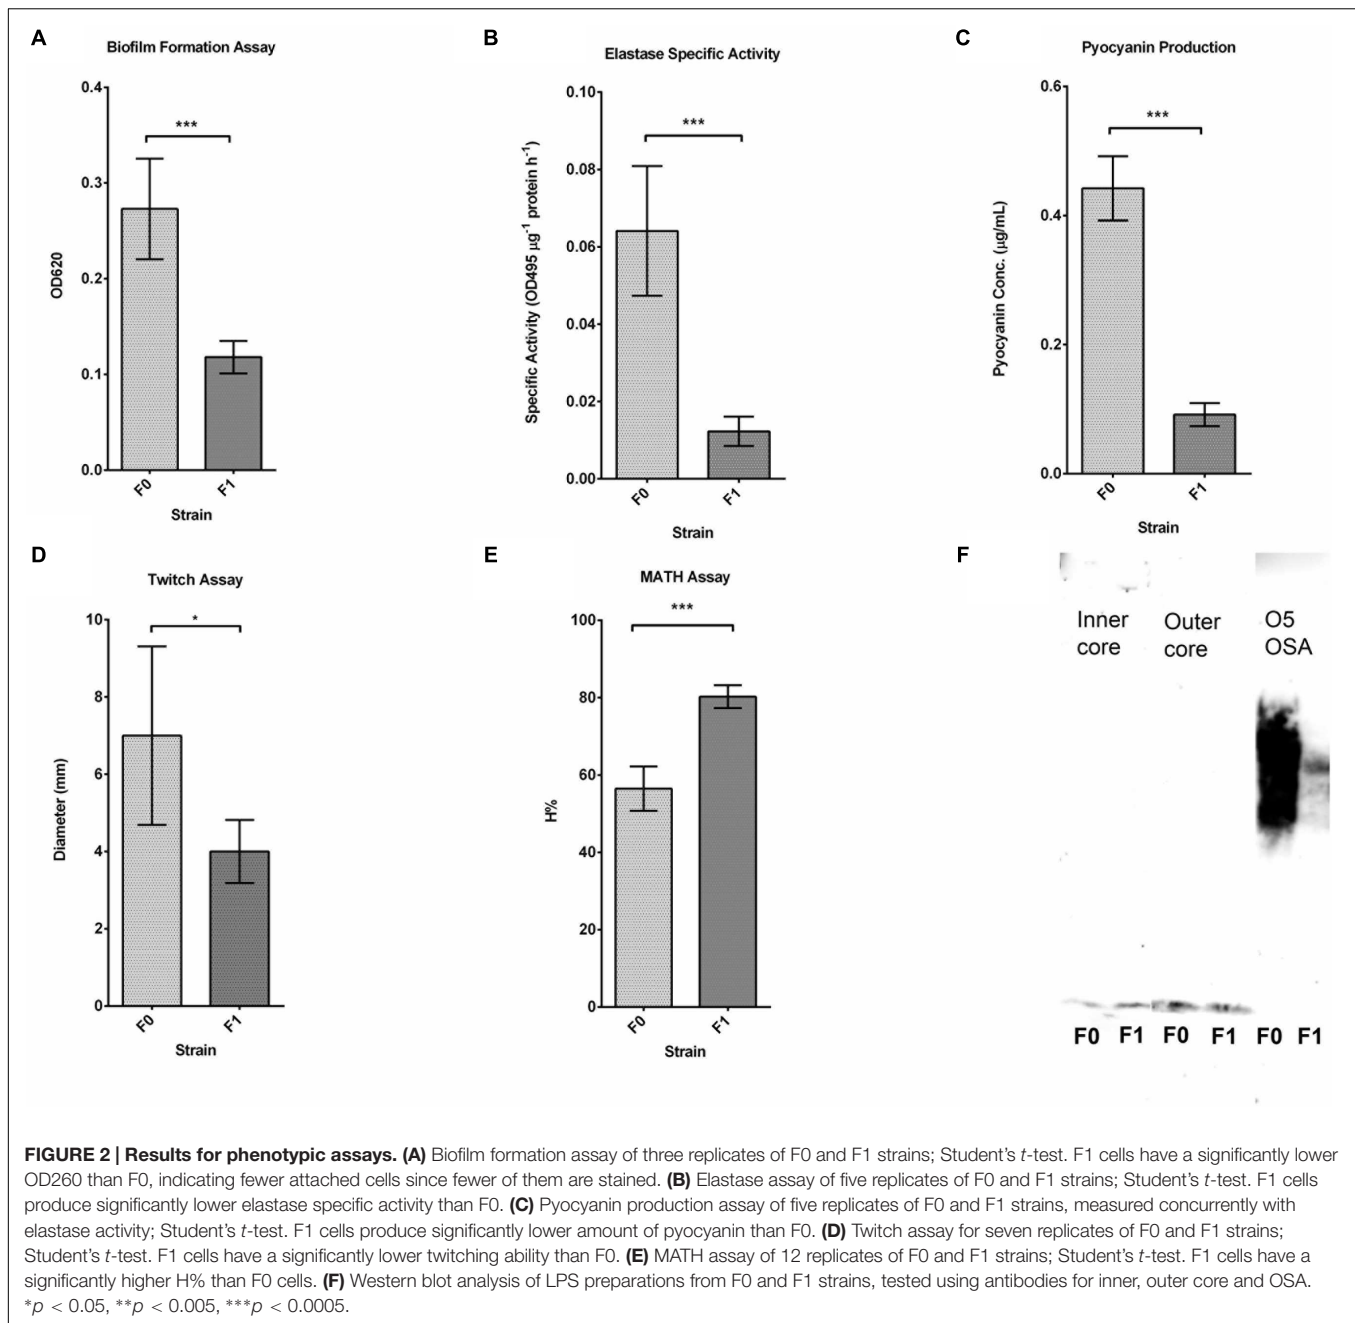 A
Biofilm Formation Assay
0.4
0.3
0.2
0.1
0.0
OD620
***
F0
F1
Strain
B
Elastase Specific Activity
0.10
0.08
0.06
0.04
0.02
0.00
Specific Activity (OD495 µg⁻¹ protein h⁻¹)
***
F0
F1
Strain
C
Pyocyanin Production
0.6
0.4
0.2
0.0
Pyocyanin Conc. (µg/mL)
***
F0
F1
Strain
D
Twitch Assay
10
8
6
4
2
0
Diameter (mm)
*
F0
F1
Strain
E
MATH Assay
100
80
60
40
20
0
H%
***
F0
F1
Strain
F
Inner
core
Outer
core
O5
OSA
F0 F1 F0 F1 F0 F1
FIGURE 2 | Results for phenotypic assays. (A) Biofilm formation assay of three replicates of F0 and F1 strains; Student's t-test. F1 cells have a significantly lower
OD260 than F0, indicating fewer attached cells since fewer of them are stained. (B) Elastase assay of five replicates of F0 and F1 strains; Student's t-test. F1 cells
produce significantly lower elastase specific activity than F0. (C) Pyocyanin production assay of five replicates of F0 and F1 strains, measured concurrently with
elastase activity; Student's t-test. F1 cells produce significantly lower amount of pyocyanin than F0. (D) Twitch assay for seven replicates of F0 and F1 strains;
Student's t-test. F1 cells have a significantly lower twitching ability than F0. (E) MATH assay of 12 replicates of F0 and F1 strains; Student's t-test. F1 cells have a
significantly higher H% than F0 cells. (F) Western blot analysis of LPS preparations from F0 and F1 strains, tested using antibodies for inner, outer core and OSA.
*p < 0.05, **p < 0.005, ***p < 0.0005.